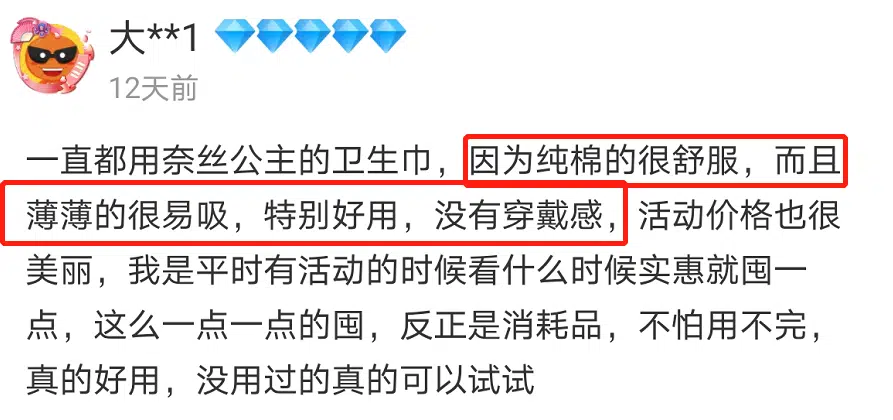 大**1
12天前
一直都用奈丝公主的卫生巾，因为纯棉的很舒服，而且
薄薄的很易吸，特别好用，没有穿戴感，活动价格也很
美丽，我是平时有活动的时候看什么时候实惠就囤一
点，这么一点一点的囤，反正是消耗品，不怕用不完，
真的好用，没用过的真的可以试试